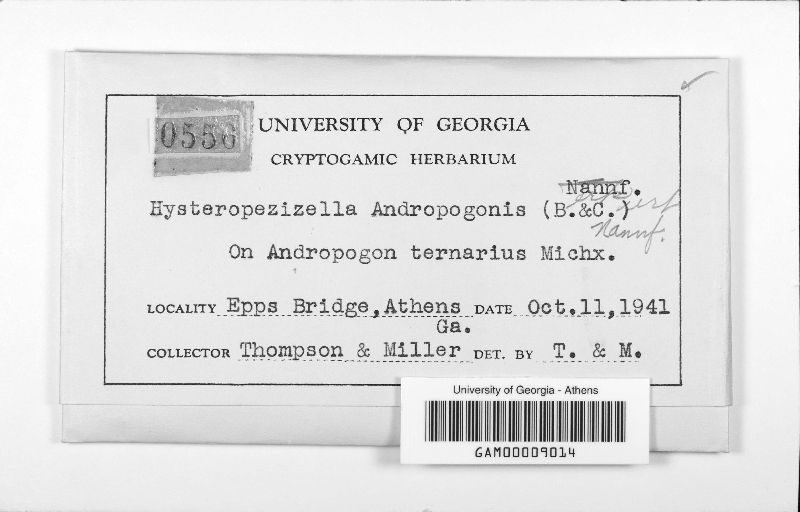 0556
UNIVERSITY OF GEORGIA
CRYPTOGAMIC HERBARIUM
Nannf.
Hysteropezizella Andropogonis (B.&C.)
Nannf.
On Andropogon ternarius Michx.
LOCALITY Epps Bridge, Athens DATE Oct.11,1941
Ga.
COLLECTOR Thompson & Miller DET. BY T. & M.
University of Georgia - Athens
GAM00009014